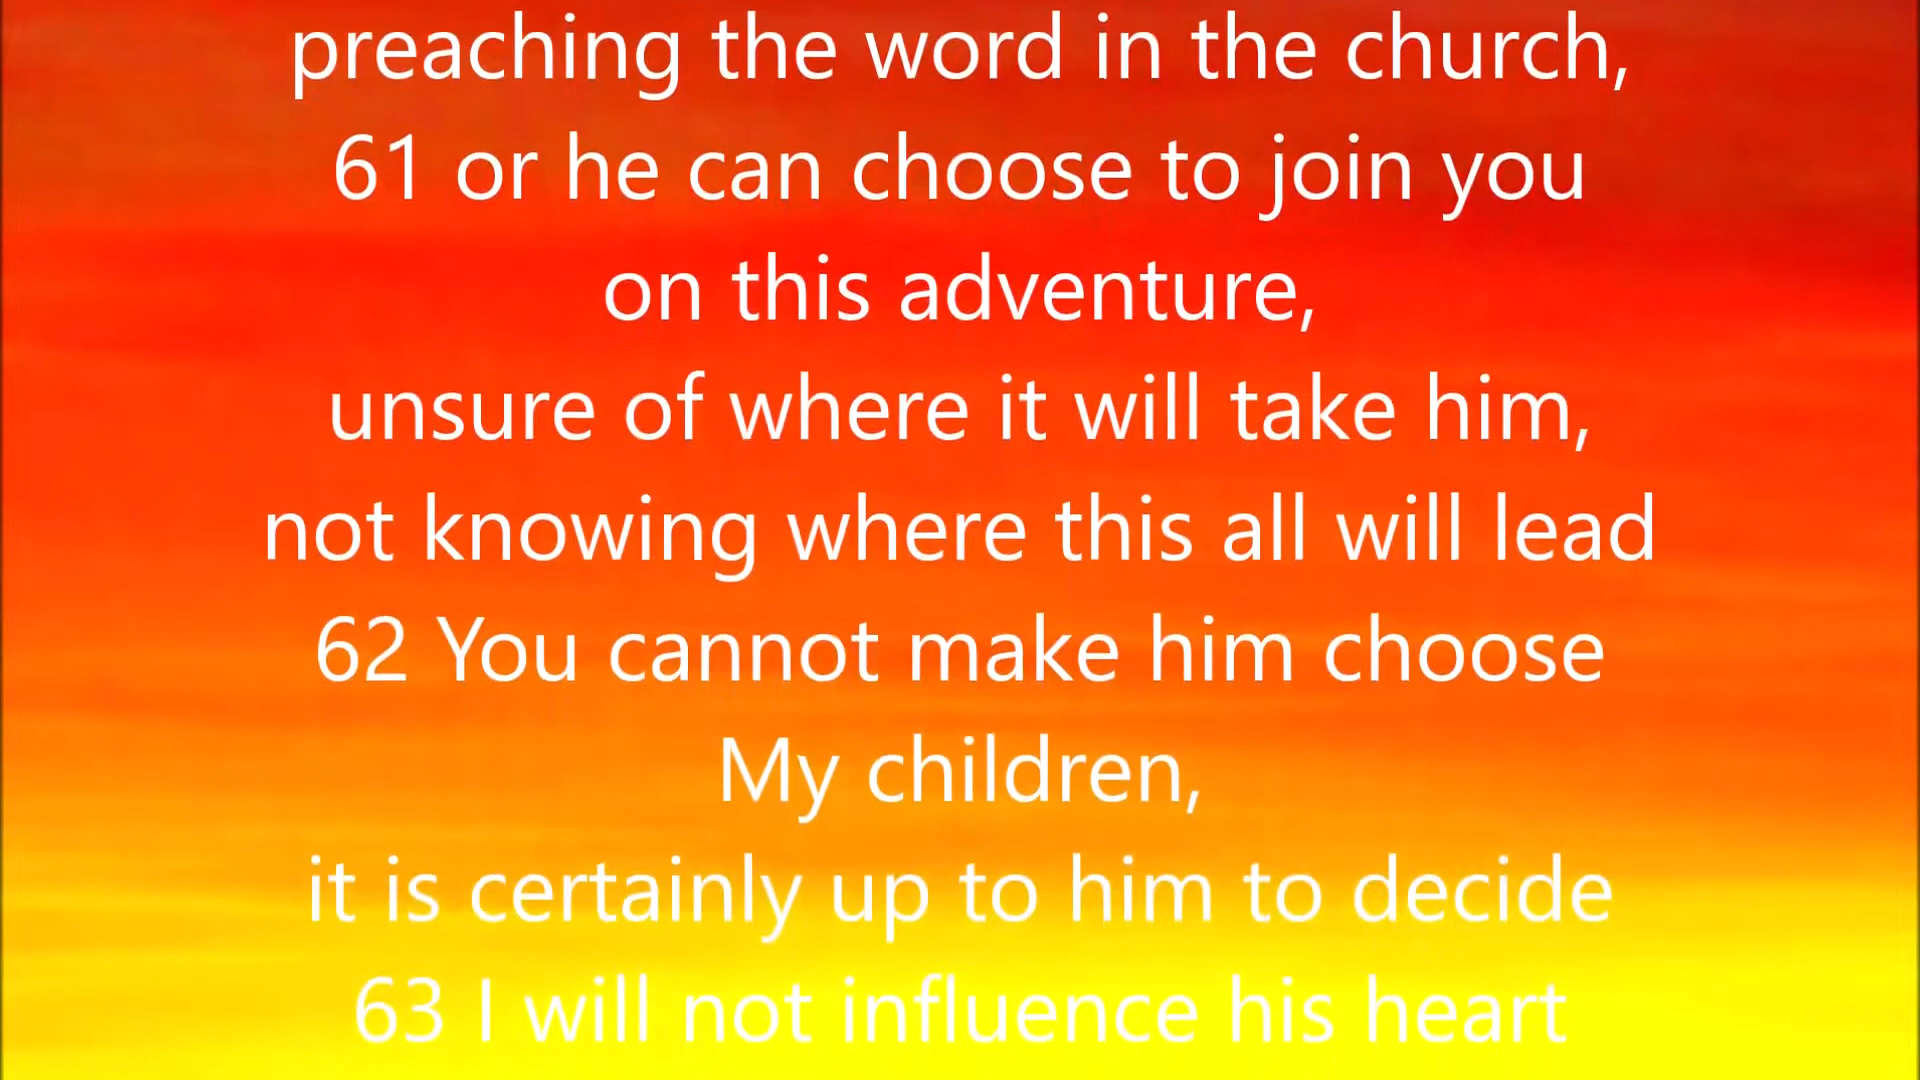 preaching the word in the church,
61 or he can choose to join you
on this adventure,
unsure of where it will take him,
not knowing where this all will lead
62 You cannot make him choose
My children,
it is certainly up to him to decide
63 I will not influence his heart